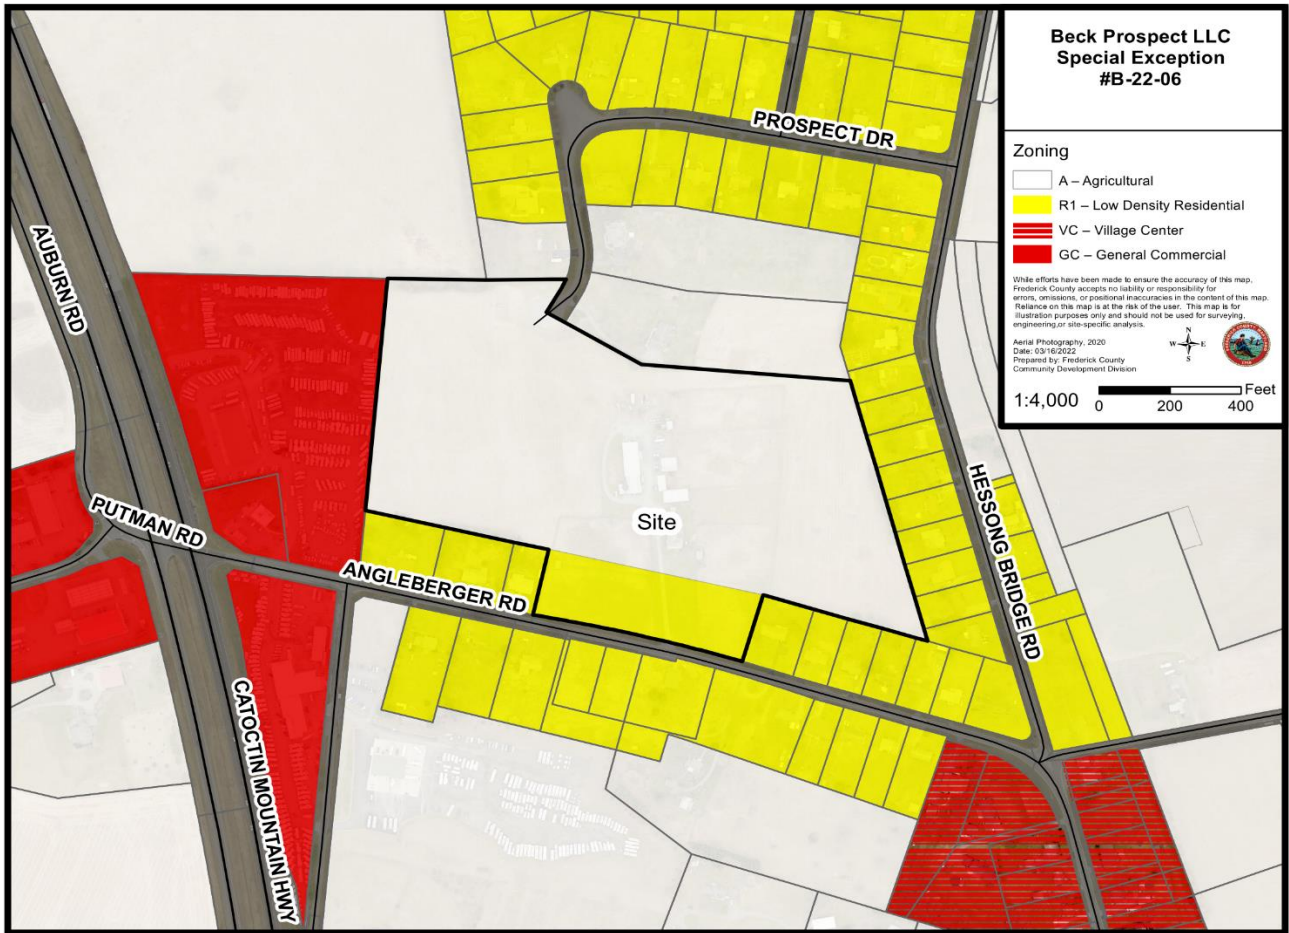 Beck Prospect LLC
Special Exception
#B-22-06
Zoning
A – Agricultural
R1 – Low Density Residential
VC – Village Center
GC – General Commercial
While efforts have been made to ensure the accuracy of this map,
Frederick County accepts no liability or responsibility for
errors, omissions, or positional inaccuracies in the content of this map.
Reliance on this map is at the risk of the user. This map is for
illustration purposes only and should not be used for surveying,
engineering,or site-specific analysis.
Aerial Photography, 2020
Date: 03/16/2022
Prepared by: Frederick County
Community Development Division
N
W E
S
1:4,000
Feet
0 200 400
PROSPECT DR
AUBURN RD
PUTMAN RD
ANGLEBERGER RD
Site
HESSONG BRIDGE RD
CATOCTIN MOUNTAIN HWY